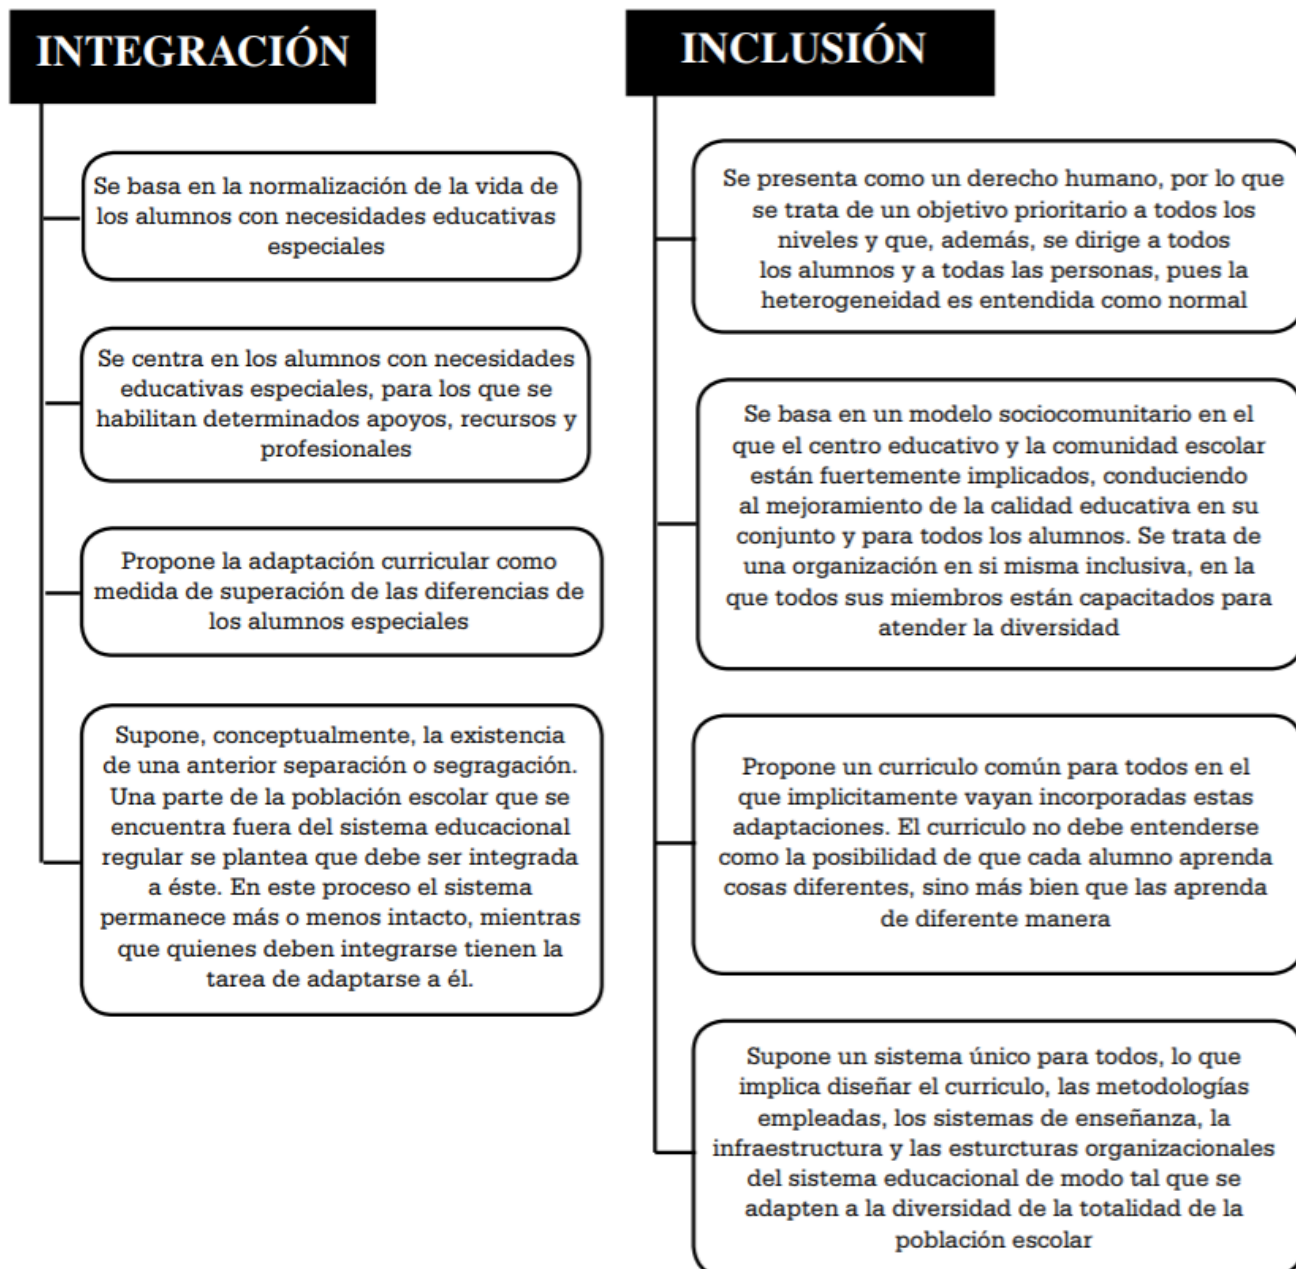 INTEGRACIÓN
Se basa en la normalización de la vida de
los alumnos con necesidades educativas
especiales
Se centra en los alumnos con necesidades
educativas especiales, para los que se
habilitan determinados apoyos, recursos y
profesionales
Propone la adaptación curricular como
medida de superación de las diferencias de
los alumnos especiales
Supone, conceptualmente, la existencia
de una anterior separación o segragación.
Una parte de la población escolar que se
encuentra fuera del sistema educacional
regular se plantea que debe ser integrada
a éste. En este proceso el sistema
permanece más o menos intacto, mientras
que quienes deben integrarse tienen la
tarea de adaptarse a él.
INCLUSIÓN
Se presenta como un derecho humano, por lo que
se trata de un objetivo prioritario a todos los
niveles y que, además, se dirige a todos
los alumnos y a todas las personas, pues la
heterogeneidad es entendida como normal
Se basa en un modelo sociocomunitario en el
que el centro educativo y la comunidad escolar
están fuertemente implicados, conduciendo
al mejoramiento de la calidad educativa en su
conjunto y para todos los alumnos. Se trata de
una organización en si misma inclusiva, en la
que todos sus miembros están capacitados para
atender la diversidad
Propone un curriculo común para todos en el
que implicitamente vayan incorporadas estas
adaptaciones. El curriculo no debe entenderse
como la posibilidad de que cada alumno aprenda
cosas diferentes, sino más bien que las aprenda
de diferente manera
Supone un sistema único para todos, lo que
implica diseñar el curriculo, las metodologías
empleadas, los sistemas de enseñanza, la
infraestructura y las esturcturas organizacionales
del sistema educacional de modo tal que se
adapten a la diversidad de la totalidad de la
población escolar